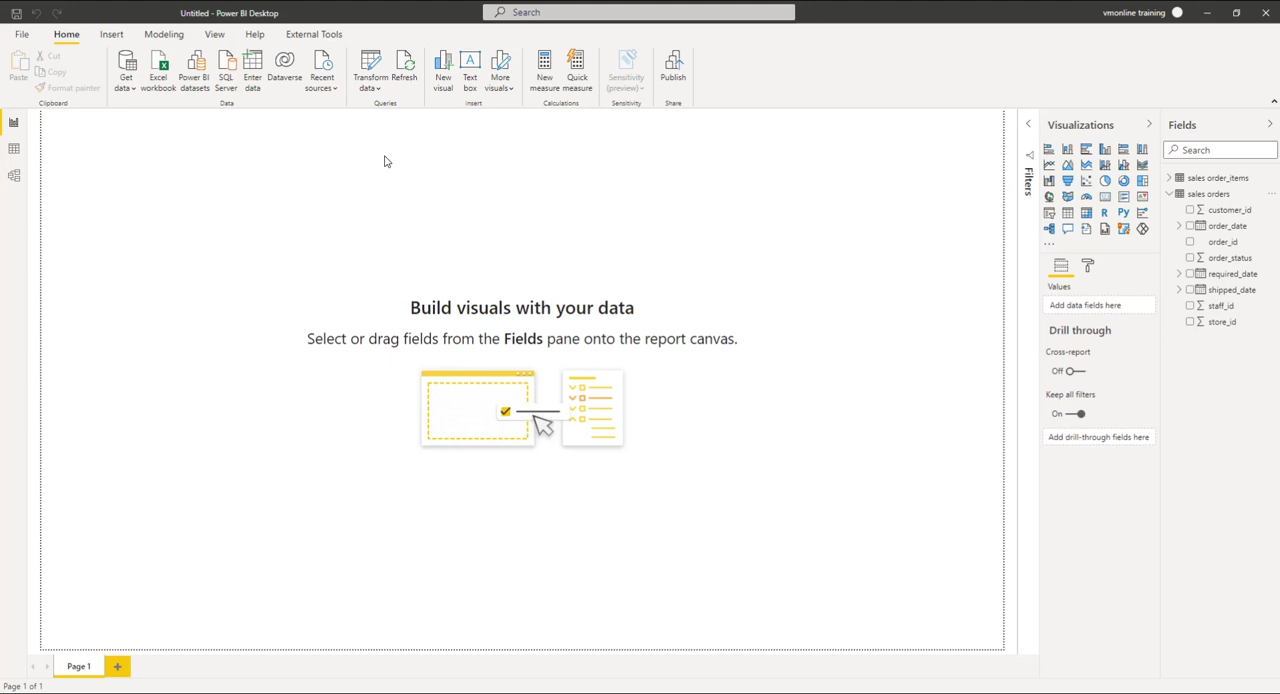 Untitled - Power BI Desktop
Search
vmonline training
File Home Insert Modeling View Help External Tools
Paste
Cut
Copy
Format painter
Clipboard
Get data
Excel workbook
Power BI datasets
SQL Server
Enter data
Dataverse
Recent sources
Data
Transform data
Refresh
Queries
New visual
Text box
More visuals
Insert
New measure
Quick measure
Calculations
Sensitivity (preview)
Sensitivity
Publish
Share
Build visuals with your data
Select or drag fields from the Fields pane onto the report canvas.
Filters
Visualizations
R
Py
Values
Add data fields here
Drill through
Cross-report
Off
Keep all filters
On
Add drill-through fields here
Fields
Search
sales order_items
sales orders
customer_id
order_date
order_id
order_status
required_date
shipped_date
staff_id
store_id
Page 1
Page 1 of 1